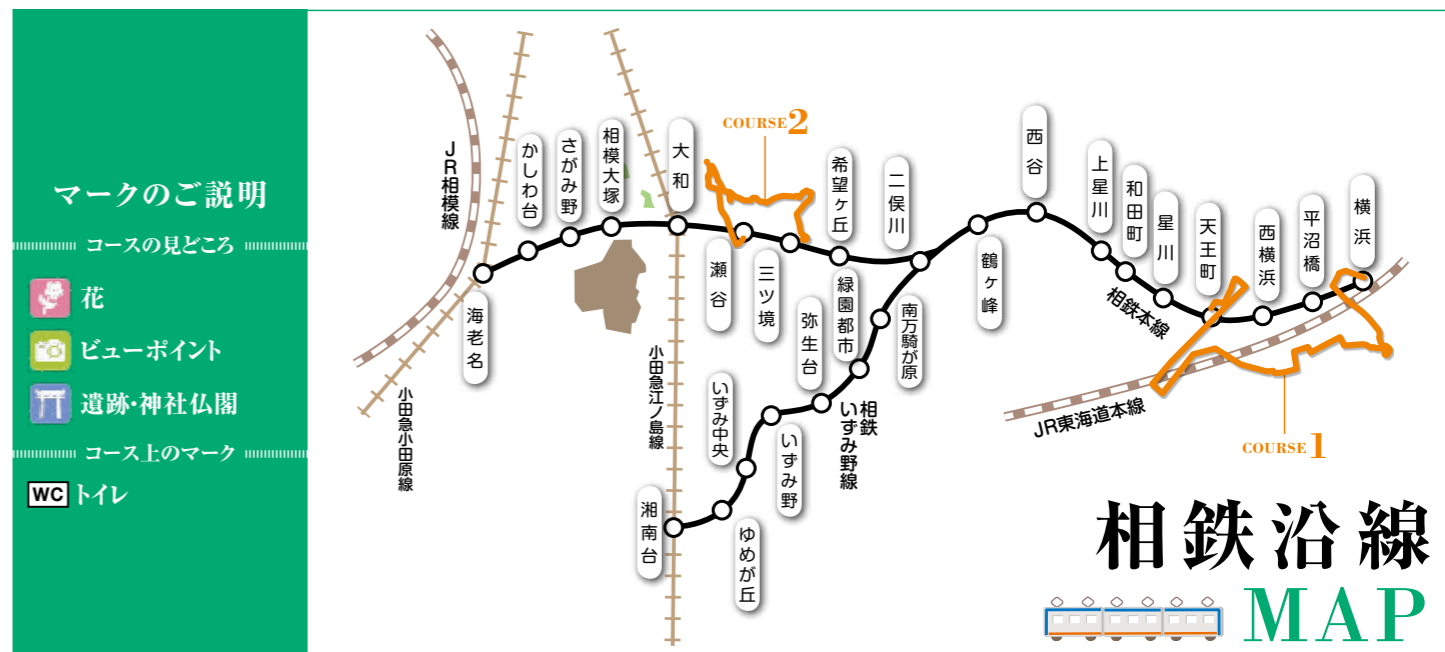 マークのご説明
コースの見どころ
花
ビューポイント
遺跡・神社仏閣
コース上のマーク
WC トイレ
JR相模線
小田急小田原線
海老名
かしわ台
さがみ野
相模大塚
大和
小田急江ノ島線
COURSE2
瀬谷
三ツ境
希望ヶ丘
二俣川
鶴ヶ峰
西谷
上星川
和田町
星川
天王町
西横浜
平沼橋
横浜
相鉄本線
JR東海道本線
COURSE1
南万騎が原
緑園都市
弥生台
いずみ野
いずみ中央
ゆめが丘
湘南台
相鉄
いずみ野線
相鉄沿線
MAP